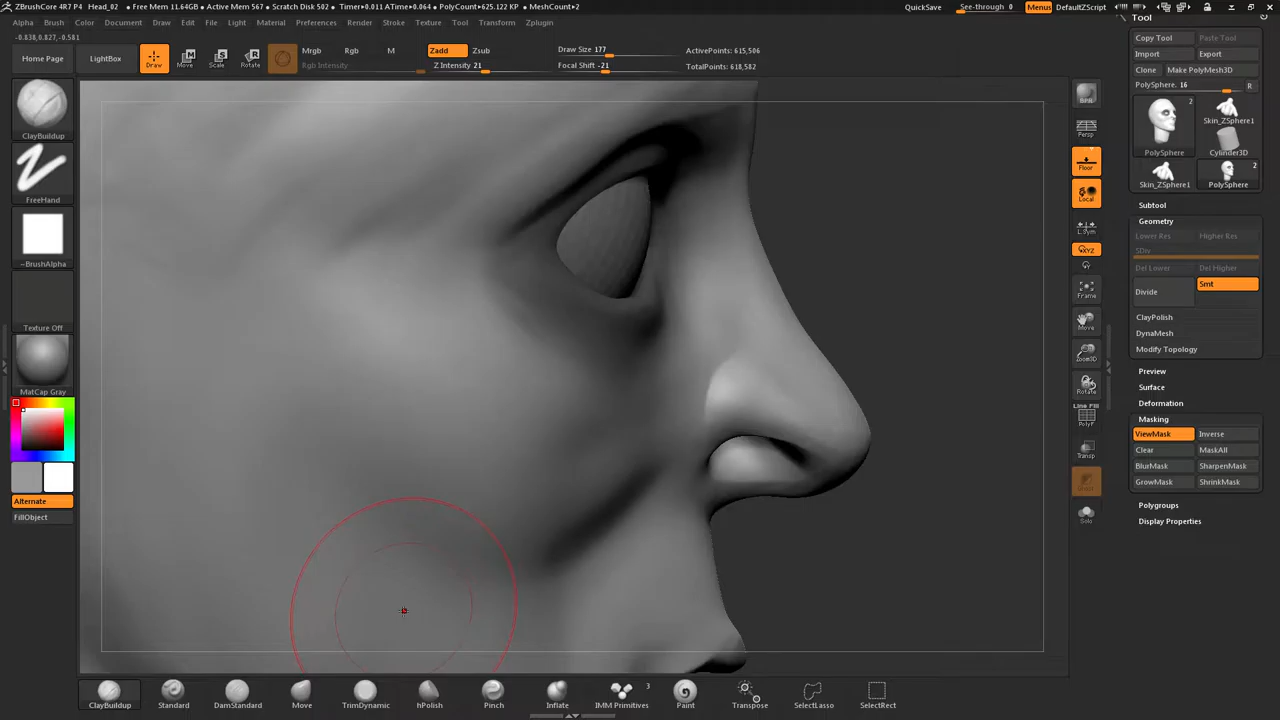 ZBrushCore 4R7 P4 Head_02 • Free Mem 11.64GB • Active Mem 567 • Scratch Disk 502 • Timer▸0.011 ATime▸0.064 • PolyCount▸625.122 KP • MeshCount▸2 QuickSave See-through 0 Menus DefaultZScript
Alpha Brush Color Document Draw Edit File Light Material Preferences Render Stroke Texture Tool Transform Zplugin
-0.838,0.827,-0.581
Home Page
LightBox
Draw
Move
Scale
Rotate
Mrgb Rgb M
Rgb Intensity
Zadd Zsub
Z Intensity 21
Draw Size 177
Focal Shift -21
ActivePoints: 615,506
TotalPoints: 618,582
ClayBuildup
FreeHand
~BrushAlpha
Texture Off
MatCap Gray
Alternate
FillObject
BPR
Persp
Floor
Local
L.Sym
XYZ
Frame
Move
Zoom3D
Rotate
Line Fill
PolyF
Transp
Solo
Tool
Copy Tool Paste Tool
Import Export
Clone Make PolyMesh3D
PolySphere. 16 R
2
PolySphere
Skin_ZSphere1
Cylinder3D
Skin_ZSphere1
2
PolySphere
Subtool
Geometry
Lower Res Higher Res
SDiv
Del Lower Del Higher
Divide
Smt
ClayPolish
DynaMesh
Modify Topology
Preview
Surface
Deformation
Masking
ViewMask Inverse
Clear MaskAll
BlurMask SharpenMask
GrowMask ShrinkMask
Polygroups
Display Properties
ClayBuildup
Standard
DamStandard
Move
TrimDynamic
hPolish
Pinch
Inflate
3
IMM Primitives
Paint
Transpose
SelectLasso
SelectRect